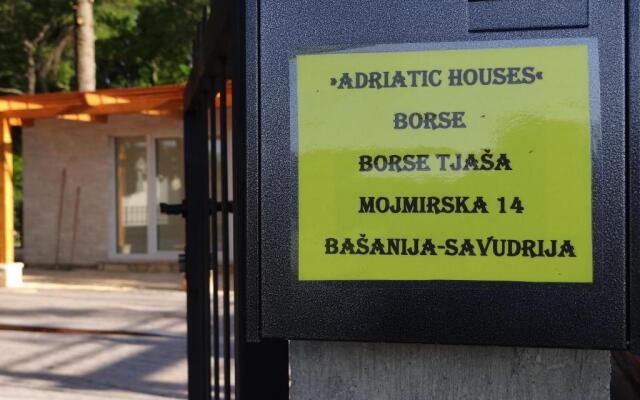 »ADRIATIC HOUSES«
BORSE
BORSE TJAŠA
MOJMIRSKA 14
BAŠANIJA-SAVUDRIJA